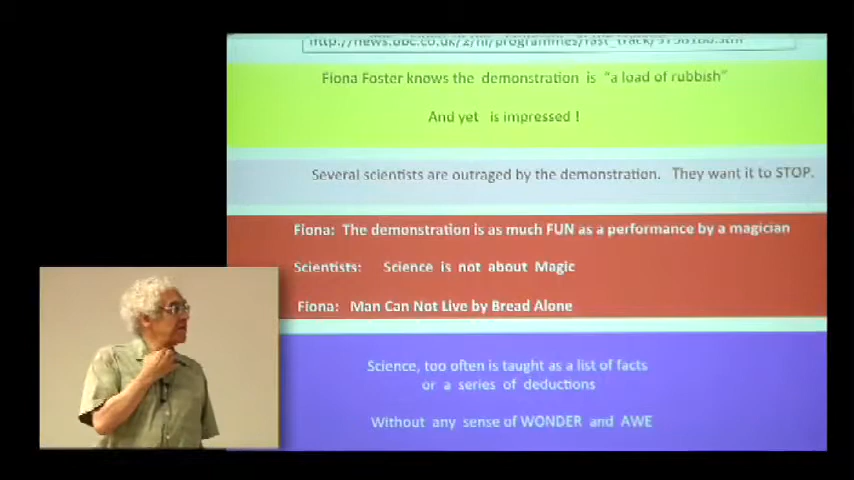 Fiona Foster knows the demonstration is "a load of rubbish"
And yet is impressed !
Several scientists are outraged by the demonstration. They want it to STOP.
Fiona: The demonstration is as much FUN as a performance by a magician
Scientists: Science is not about Magic
Fiona: Man Can Not Live by Bread Alone
Science, too often is taught as a list of facts
or a series of deductions
Without any sense of WONDER and AWE